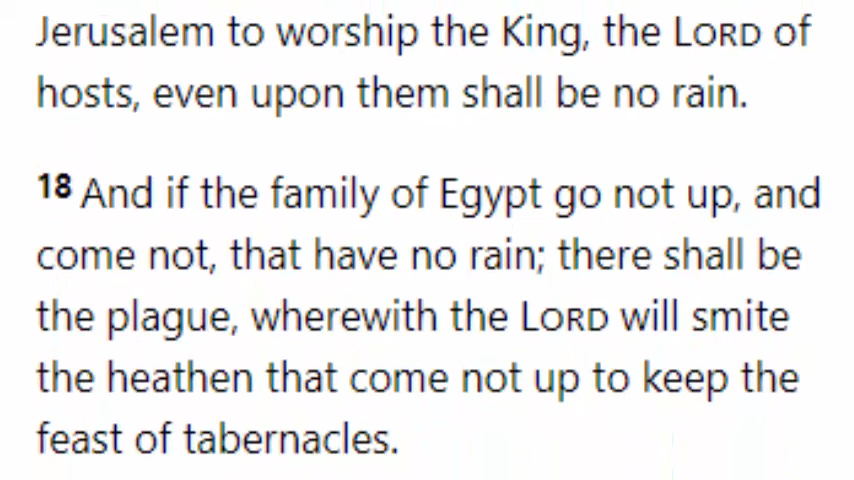 Jerusalem to worship the King, the LORD of
hosts, even upon them shall be no rain.
18 And if the family of Egypt go not up, and
come not, that have no rain; there shall be
the plague, wherewith the LORD will smite
the heathen that come not up to keep the
feast of tabernacles.